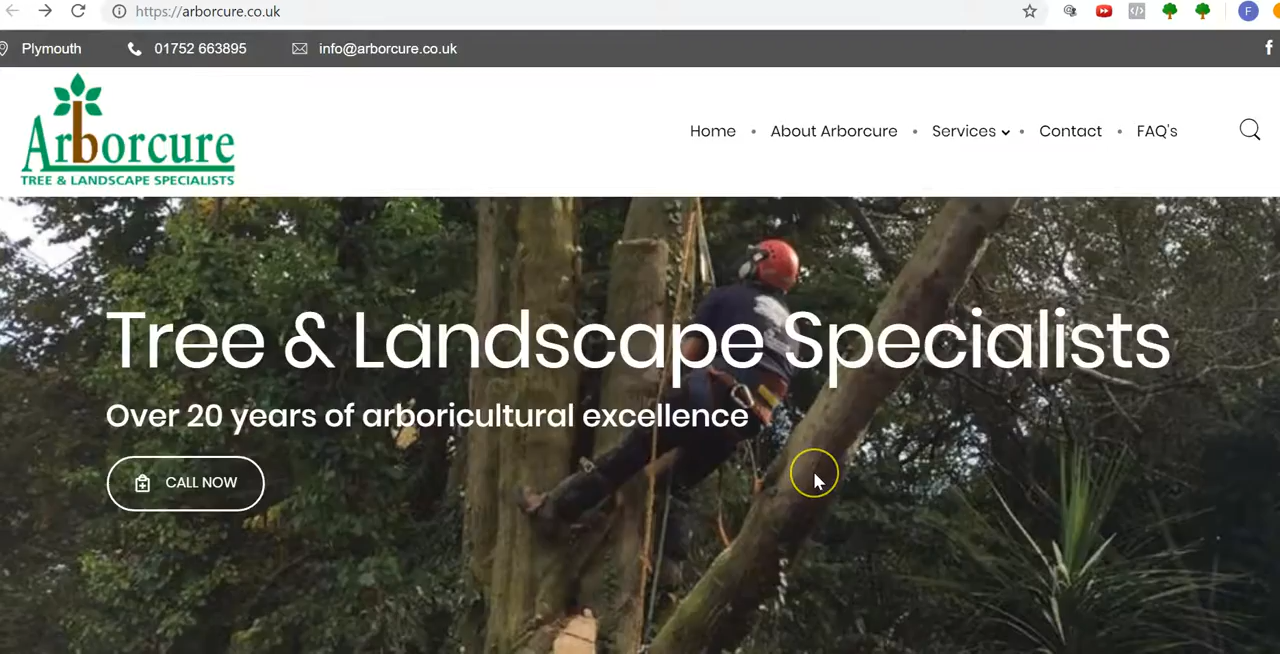 https://arborcure.co.uk
F
Plymouth 01752 663895 info@arborcure.co.uk f
Arborcure
TREE & LANDSCAPE SPECIALISTS
Home • About Arborcure • Services • Contact • FAQ's
Tree & Landscape Specialists
Over 20 years of arboricultural excellence
CALL NOW